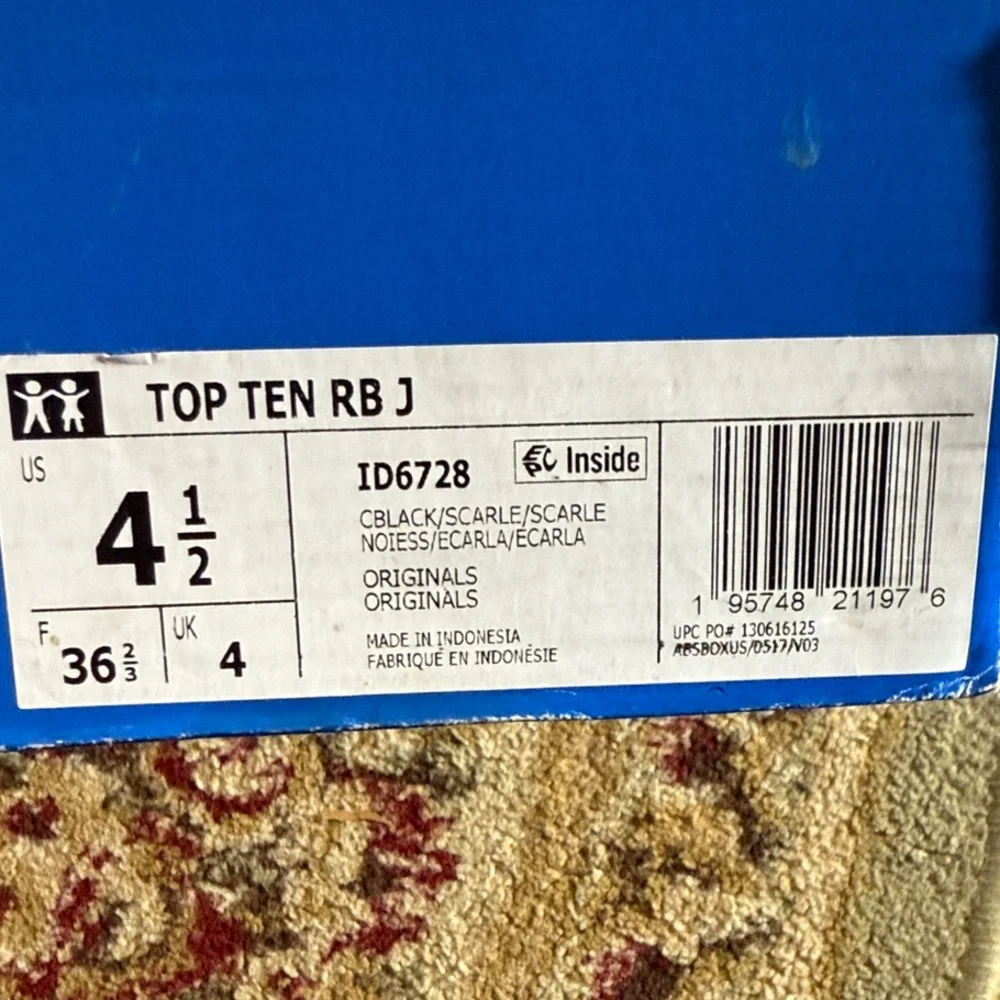 TOP TEN RB J
US
4 1/2
F
36 2/3
UK
4
ID6728
Inside
CBLACK/SCARLE/SCARLE
NOIESS/ECARLA/ECARLA
ORIGINALS
ORIGINALS
MADE IN INDONESIA
FABRIQUÉ EN INDONÉSIE
1 95748 21197 6
UPC PO# 130616125
ABSBOXUS/0517/V03